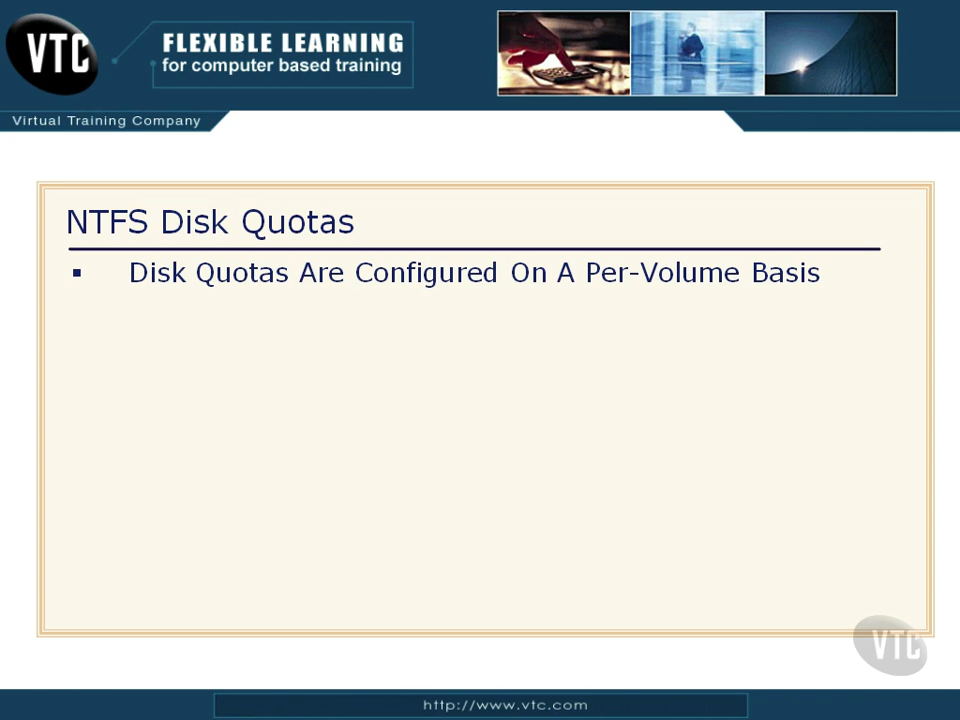 VTC
FLEXIBLE LEARNING
for computer based training
Virtual Training Company
NTFS Disk Quotas
▪ Disk Quotas Are Configured On A Per-Volume Basis
VTC
http://www.vtc.com